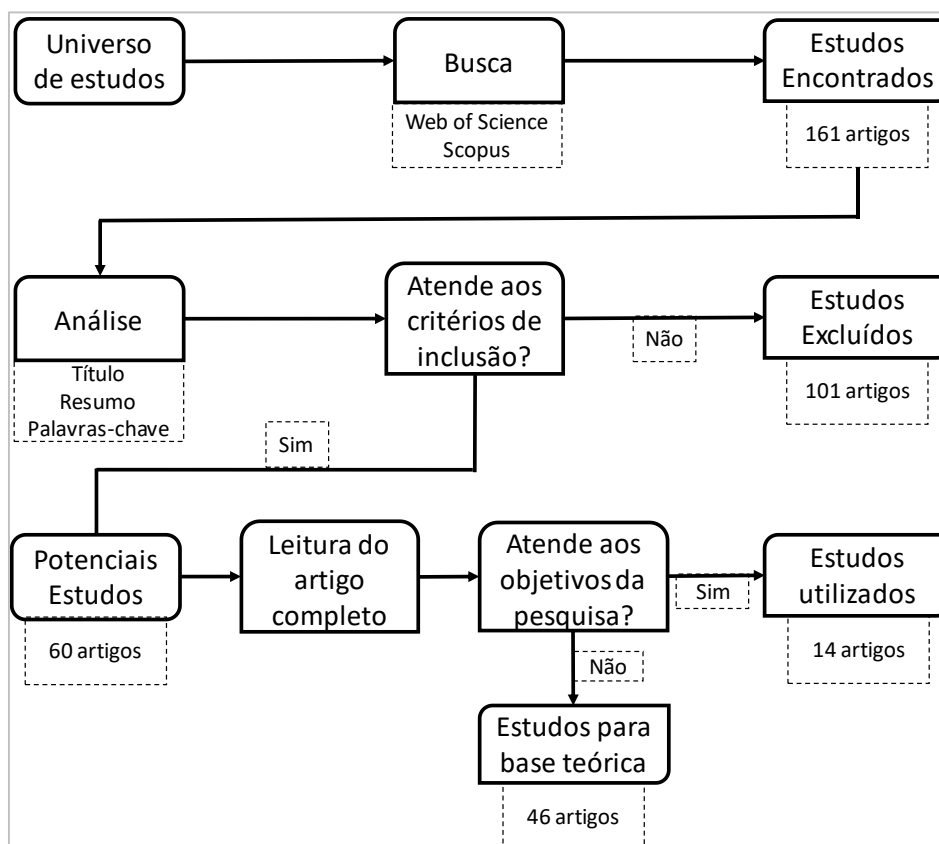 Universo
de estudos
Busca
Web of Science
Scopus
Estudos
Encontrados
161 artigos
Análise
Título
Resumo
Palavras-chave
Atende aos
critérios de
inclusão?
Não
Estudos
Excluídos
101 artigos
Sim
Potenciais
Estudos
60 artigos
Leitura do
artigo
completo
Atende aos
objetivos da
pesquisa?
Sim
Estudos
utilizados
14 artigos
Não
Estudos para
base teórica
46 artigos